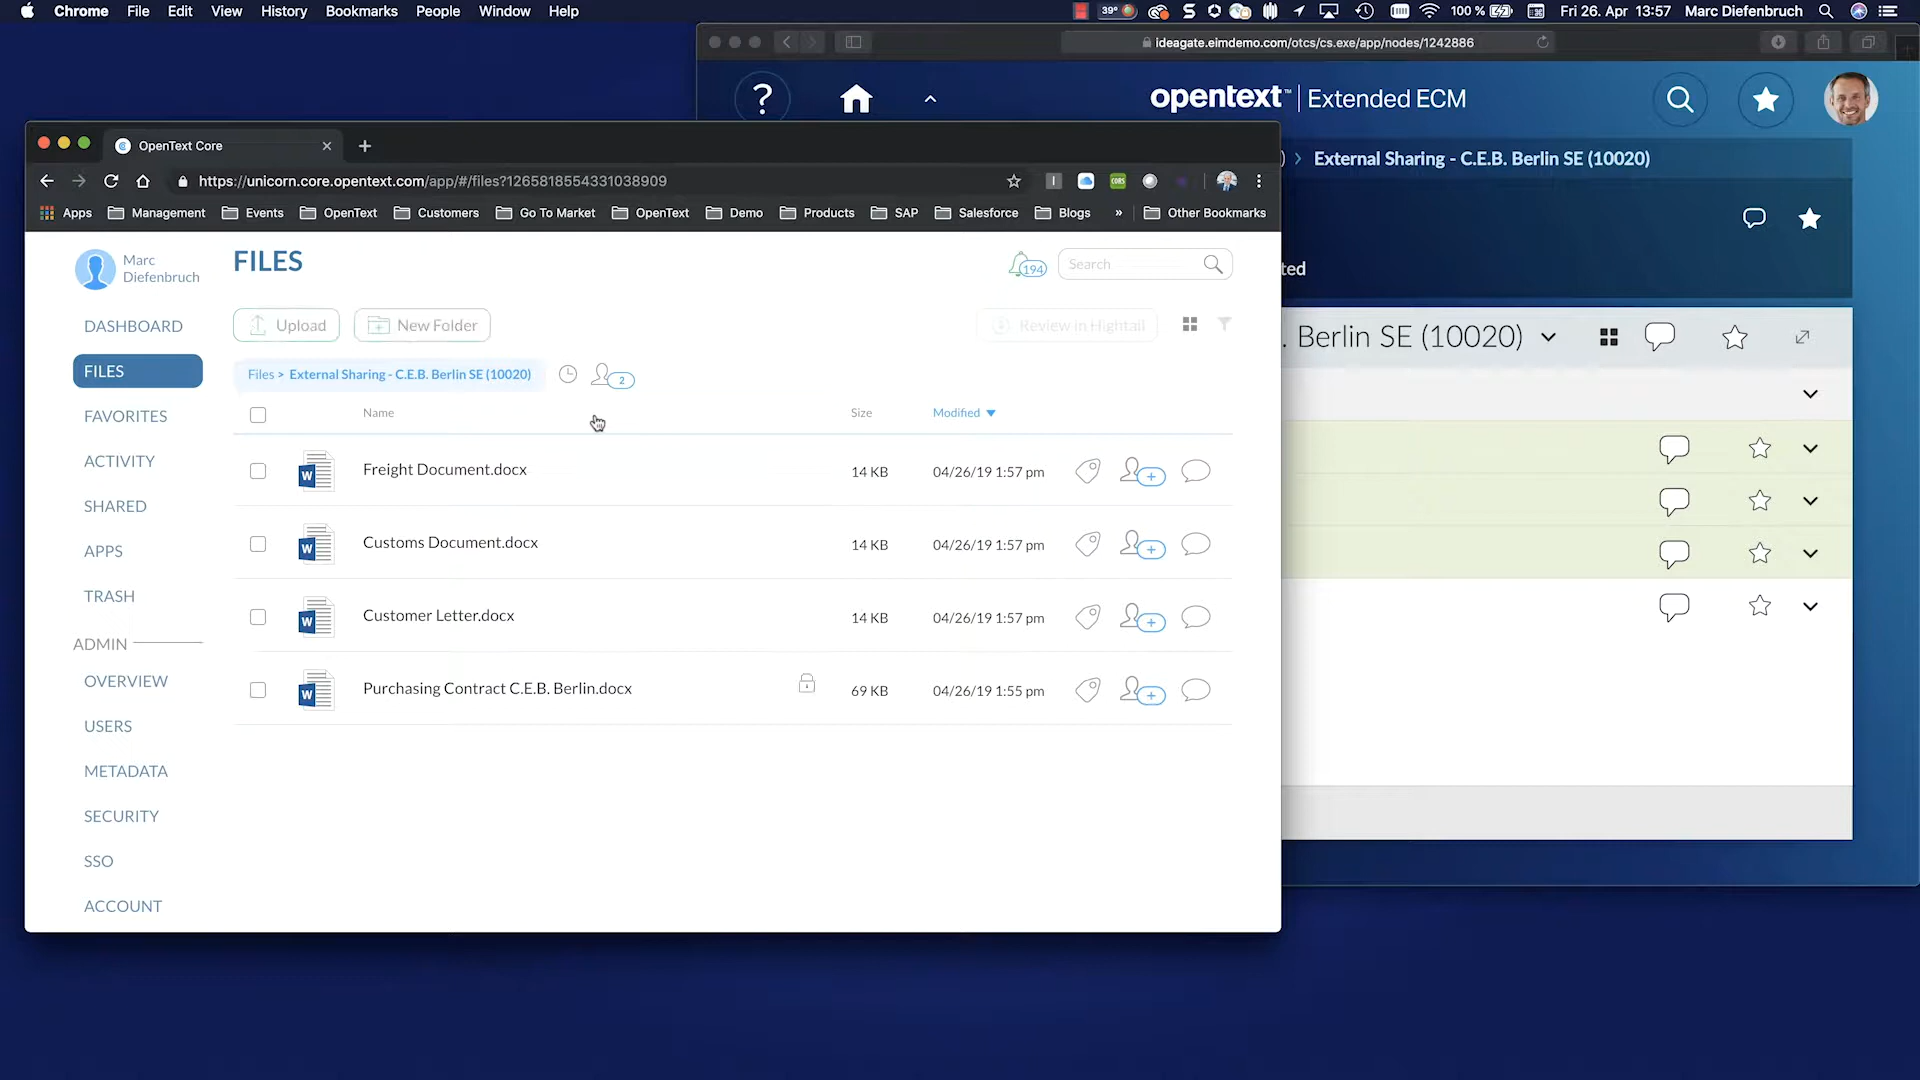 Chrome File Edit View History Bookmarks People Window Help
39° 100 % Fri 26. Apr 13:57 Marc Diefenbruch
ideagate.eimdemo.com/otcs/cs.exe/app/nodes/1242886
? opentext™ | Extended ECM
) › External Sharing - C.E.B. Berlin SE (10020)
ted
. Berlin SE (10020)
OpenText Core
https://unicorn.core.opentext.com/app/#/files?1265818554331038909
CORS
Apps Management Events OpenText Customers Go To Market OpenText Demo Products SAP Salesforce Blogs » Other Bookmarks
Marc
Diefenbruch
FILES
194
Search
Upload
New Folder
Review in Hightail
DASHBOARD
FILES
FAVORITES
ACTIVITY
SHARED
APPS
TRASH
ADMIN
OVERVIEW
USERS
METADATA
SECURITY
SSO
ACCOUNT
Files > External Sharing - C.E.B. Berlin SE (10020)
2
Name Size Modified
W Freight Document.docx 14 KB 04/26/19 1:57 pm
W Customs Document.docx 14 KB 04/26/19 1:57 pm
W Customer Letter.docx 14 KB 04/26/19 1:57 pm
W Purchasing Contract C.E.B. Berlin.docx 69 KB 04/26/19 1:55 pm